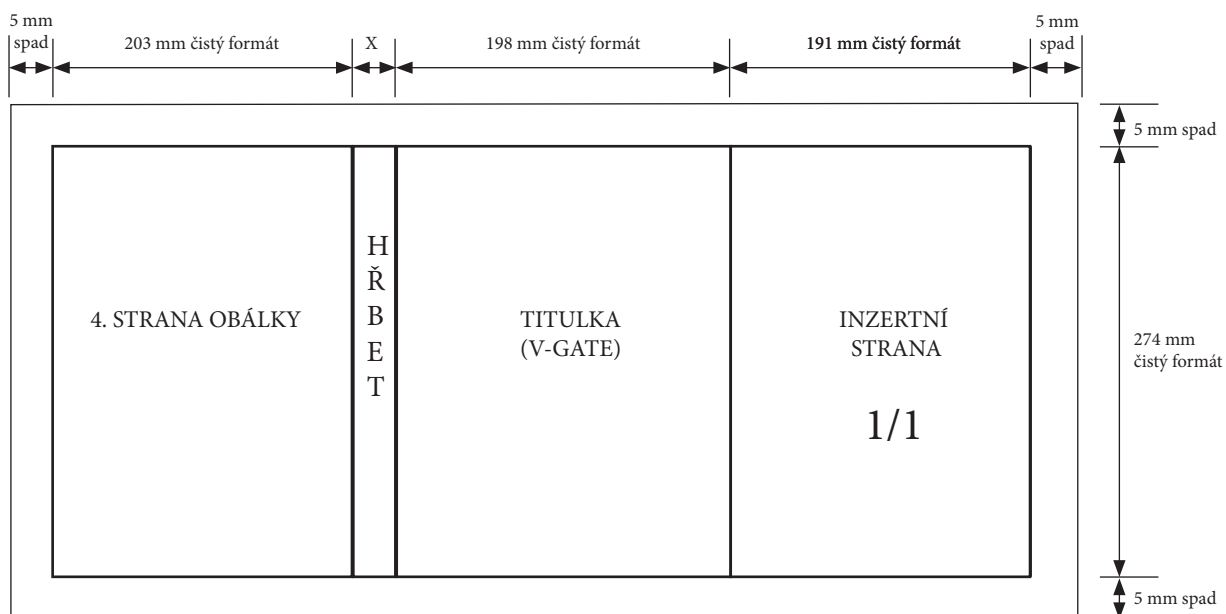 5 mm
spad
203 mm čistý formát
X
198 mm čistý formát
191 mm čistý formát
5 mm
spad
5 mm spad
H
Ř
B
E
T
4. STRANA OBÁLKY
TITULKA
(V-GATE)
INZERTNÍ
STRANA
1/1
274 mm
čistý formát
5 mm spad